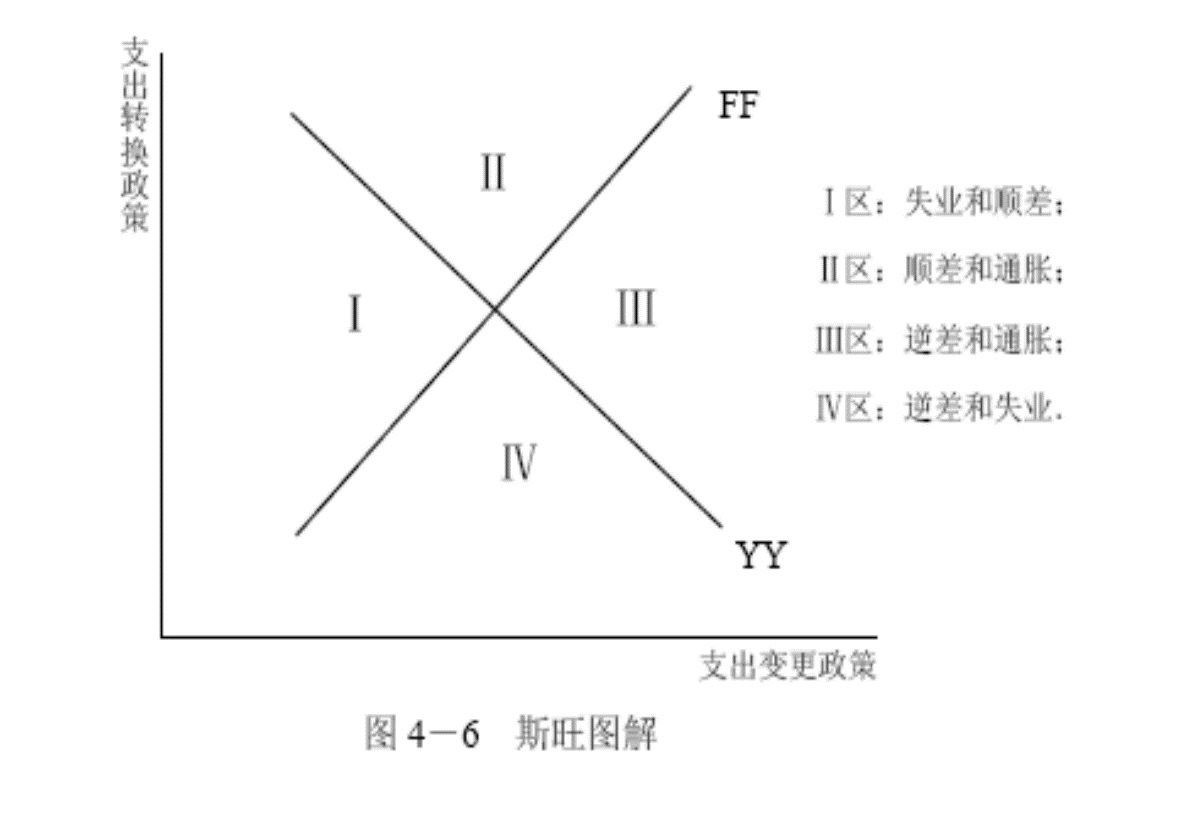 支出转换政策
FF
Ⅱ
Ⅰ区：失业和顺差；
Ⅱ区：顺差和通胀；
Ⅰ
Ⅲ
Ⅲ区：逆差和通胀；
Ⅳ区：逆差和失业.
Ⅳ
YY
支出变更政策
图 4－6 斯旺图解